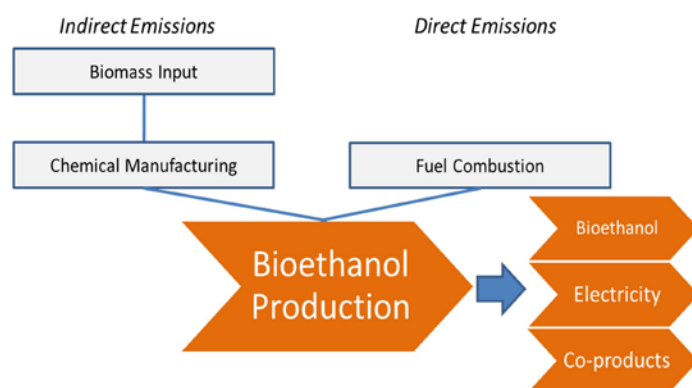 Indirect Emissions
Direct Emissions
Biomass Input
Chemical Manufacturing
Fuel Combustion
Bioethanol
Production
Bioethanol
Electricity
Co-products